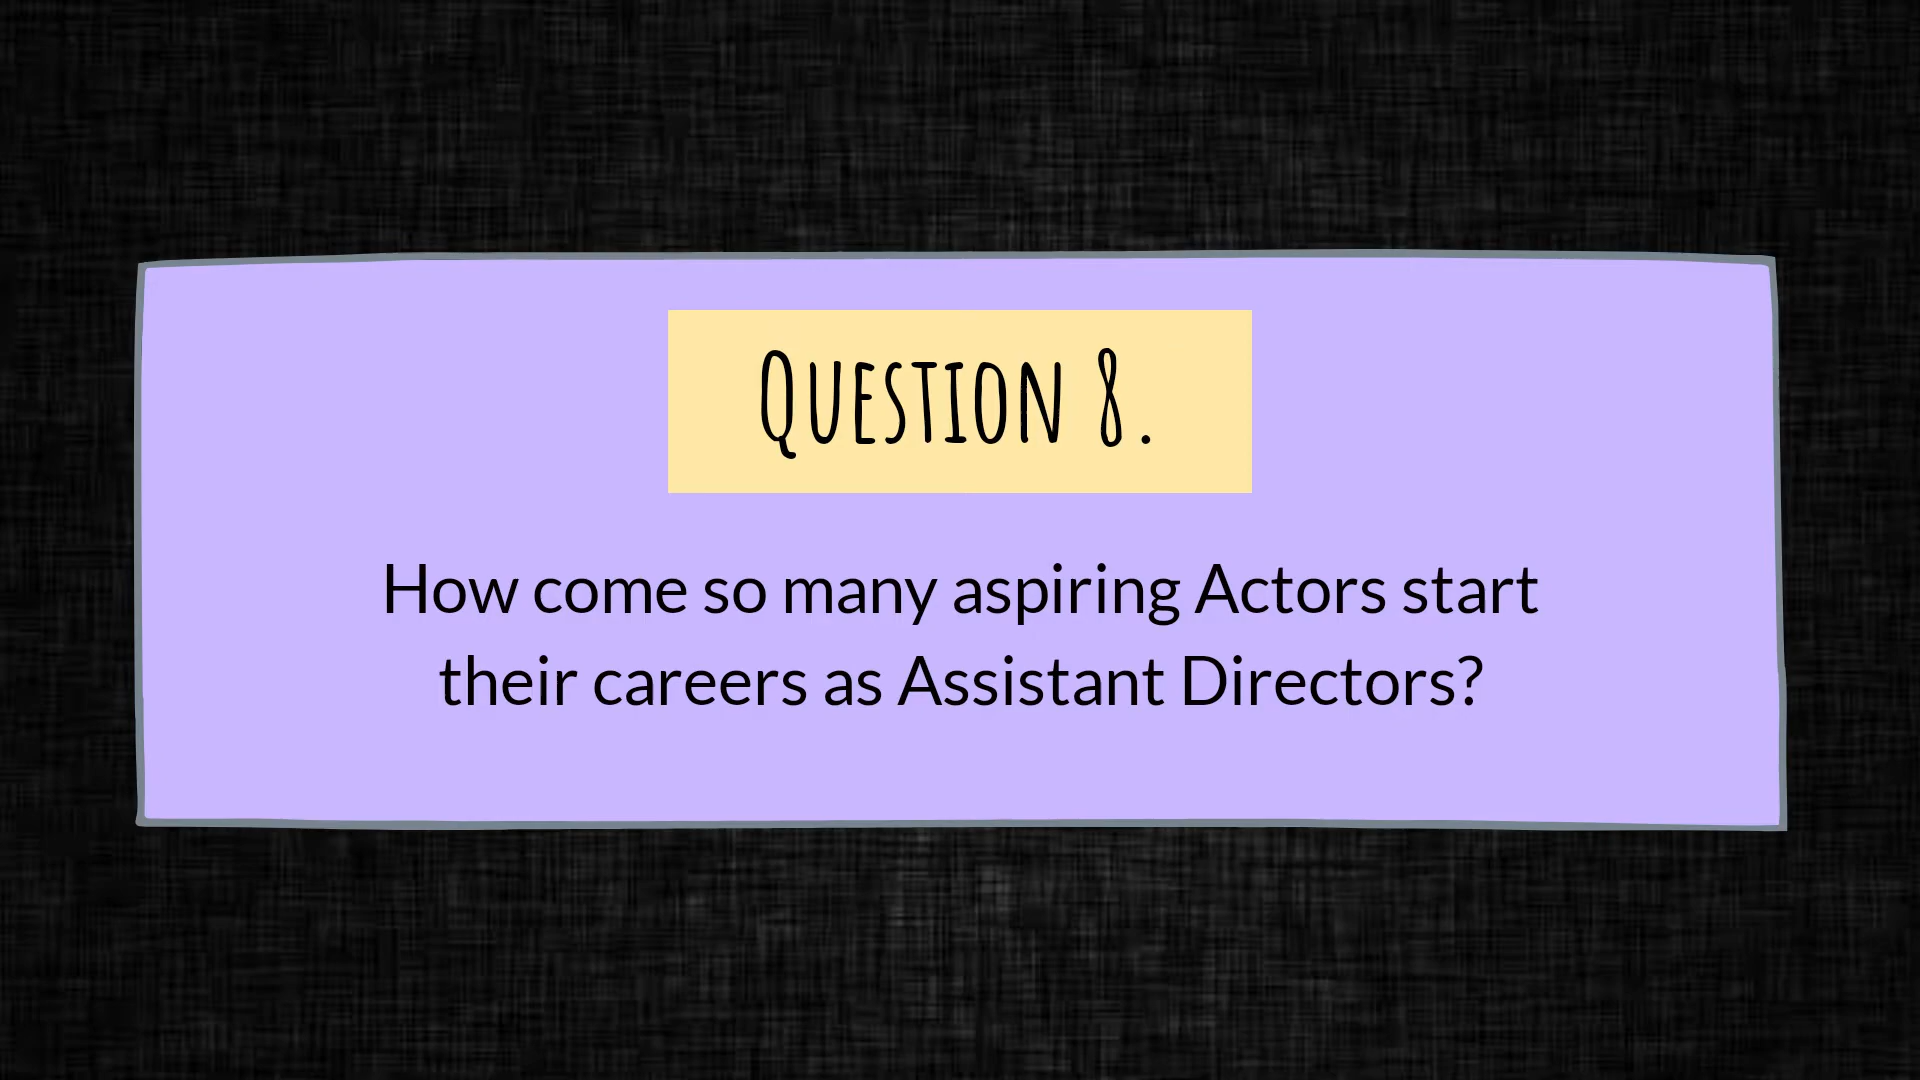 Question 8.
How come so many aspiring Actors start
their careers as Assistant Directors?